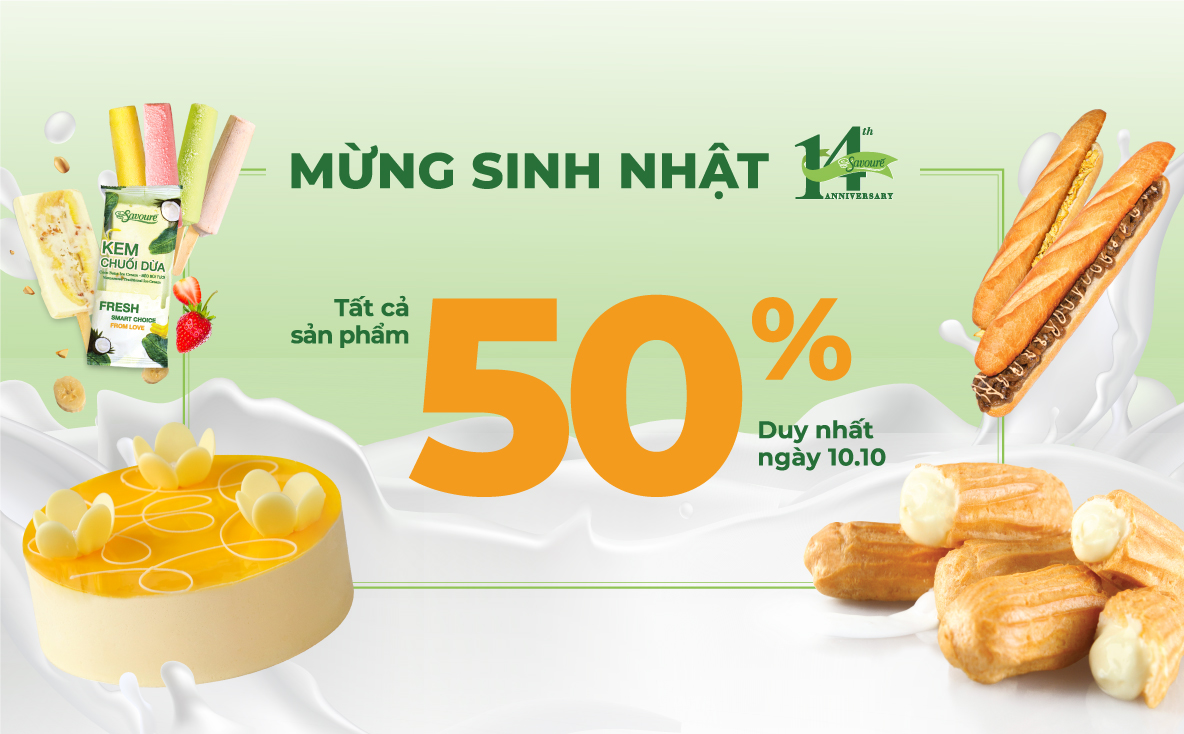 MỪNG SINH NHẬT
14th
Savouré
ANNIVERSARY
Tất cả
sản phẩm
50%
Duy nhất
ngày 10.10
Savouré
KEM
CHUỐI DỪA
FRESH
SMART CHOICE
FROM LOVE